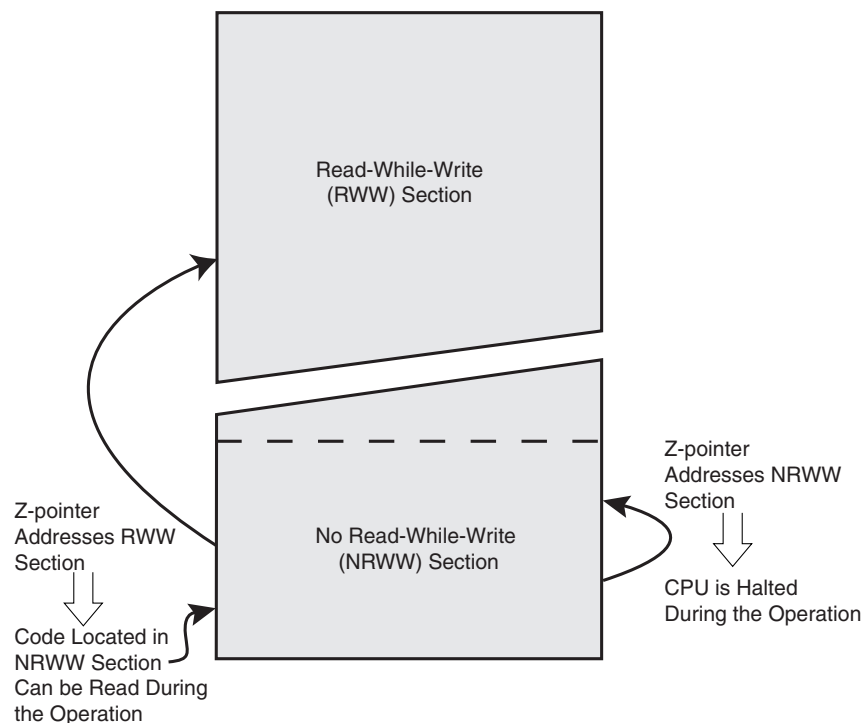 Read-While-Write
(RWW) Section
Z-pointer
Addresses NRWW
Section
Z-pointer
Addresses RWW
Section
No Read-While-Write
(NRWW) Section
CPU is Halted
During the Operation
Code Located in
NRWW Section
Can be Read During
the Operation